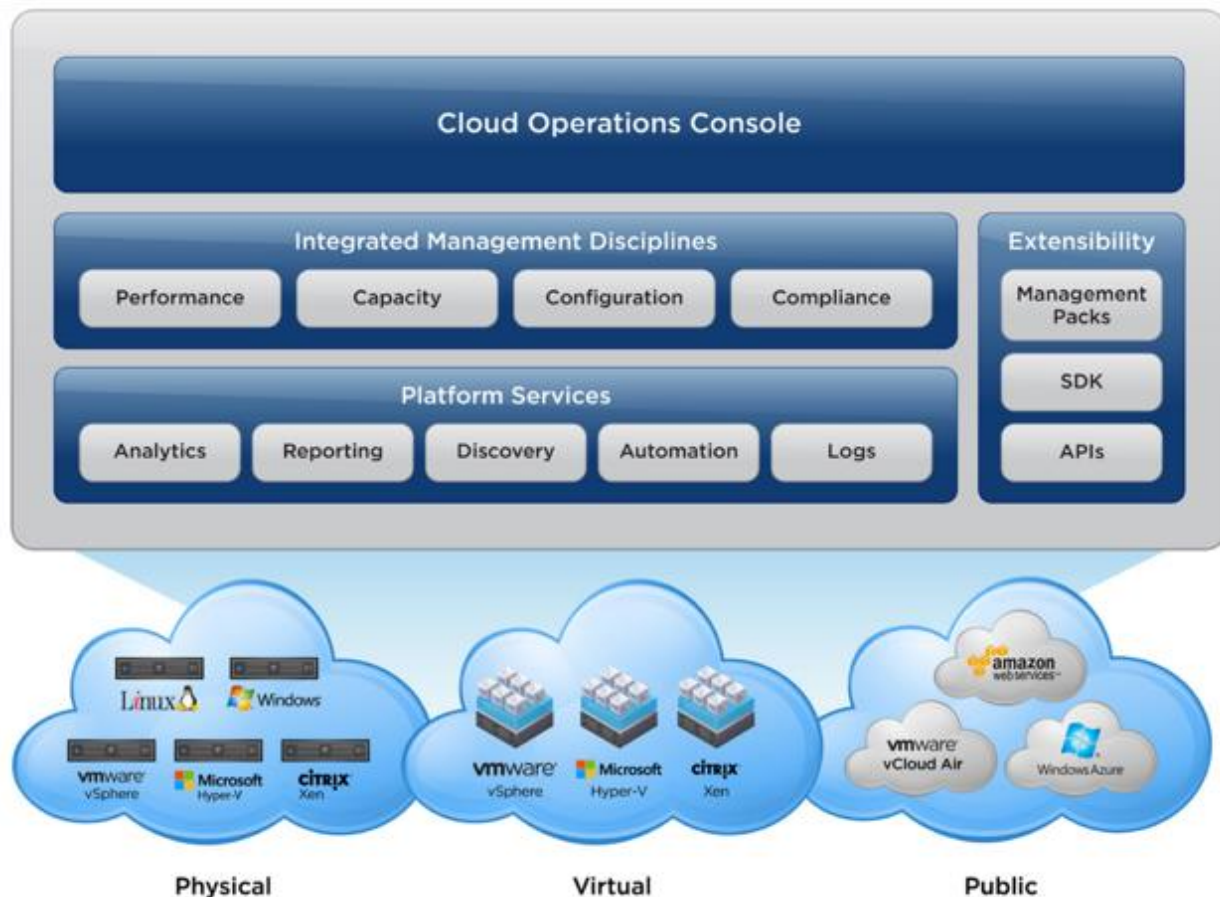 Cloud Operations Console
Integrated Management Disciplines
Performance
Capacity
Configuration
Compliance
Extensibility
Management
Packs
SDK
APIs
Platform Services
Analytics
Reporting
Discovery
Automation
Logs
Linux
Windows
vmware
vSphere
Microsoft
Hyper-V
CITRIX
Xen
vmware
vSphere
Microsoft
Hyper-V
CITRIX
Xen
amazon
web services™
vmware
vCloud Air
Windows Azure
Physical
Virtual
Public